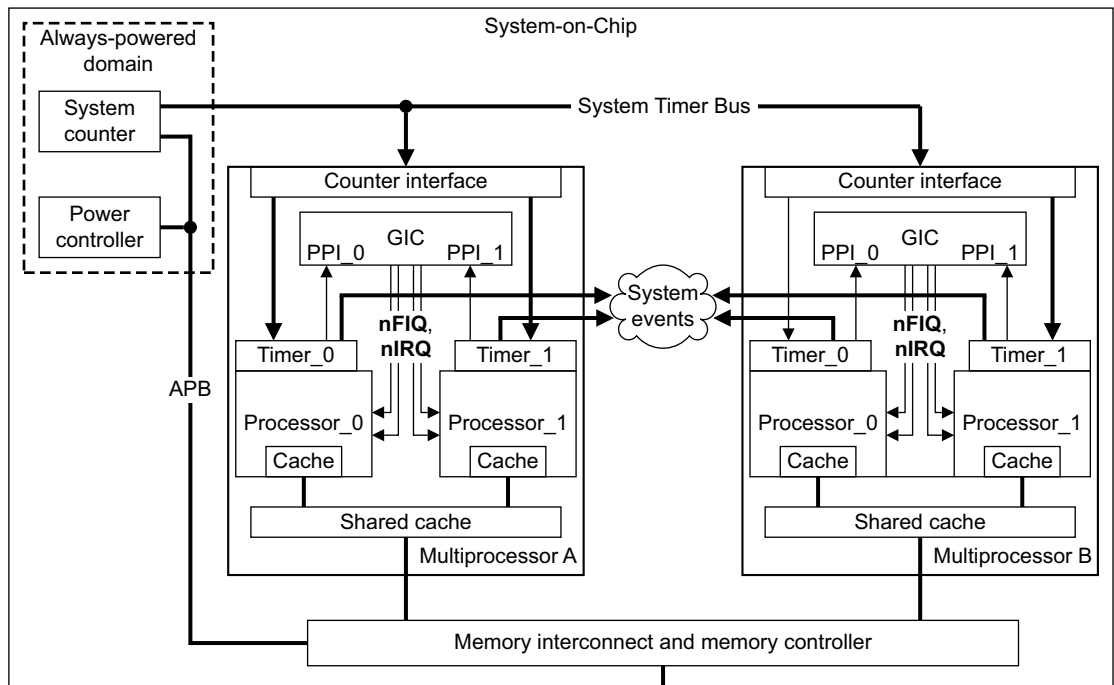 System-on-Chip
Always-powered
domain
System
counter
System Timer Bus
Power
controller
Counter interface
GIC
PPI_0
PPI_1
nFIQ,
nIRQ
Timer_0
Timer_1
Processor_0
Processor_1
Cache
Cache
Shared cache
Multiprocessor A
System
events
Counter interface
GIC
PPI_0
PPI_1
nFIQ,
nIRQ
Timer_0
Timer_1
Processor_0
Processor_1
Cache
Cache
Shared cache
Multiprocessor B
APB
Memory interconnect and memory controller